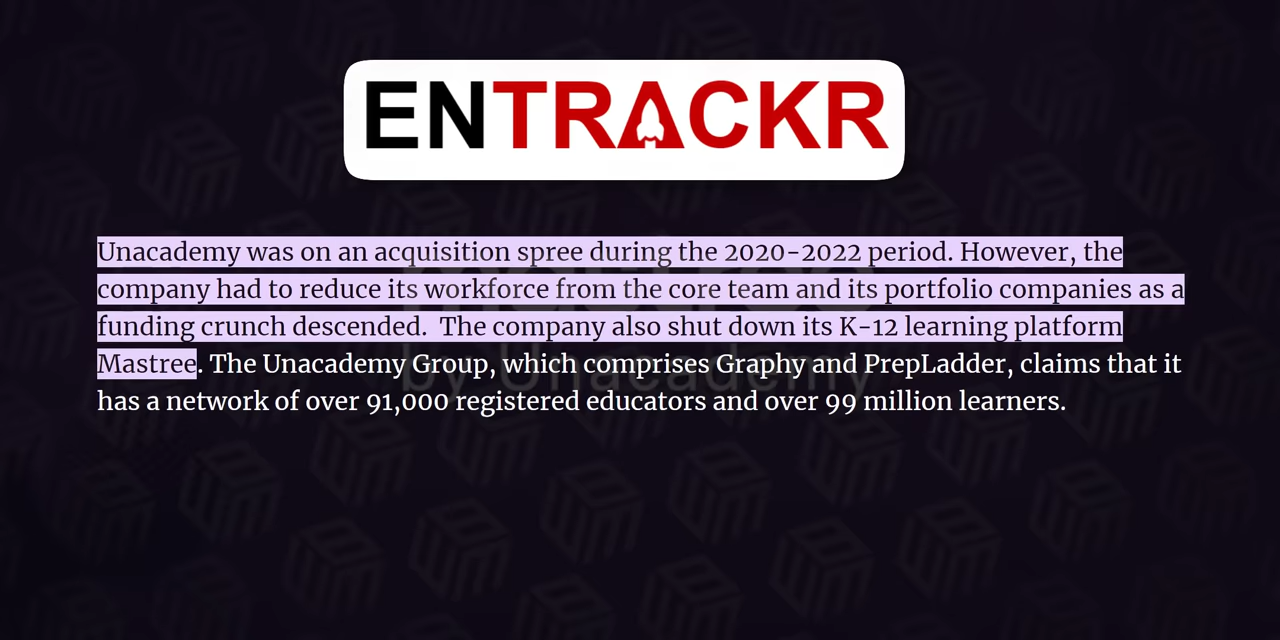 ENTRACKR
Unacademy was on an acquisition spree during the 2020-2022 period. However, the
company had to reduce its workforce from the core team and its portfolio companies as a
funding crunch descended.  The company also shut down its K-12 learning platform
Mastree. The Unacademy Group, which comprises Graphy and PrepLadder, claims that it
has a network of over 91,000 registered educators and over 99 million learners.
by Unacademy